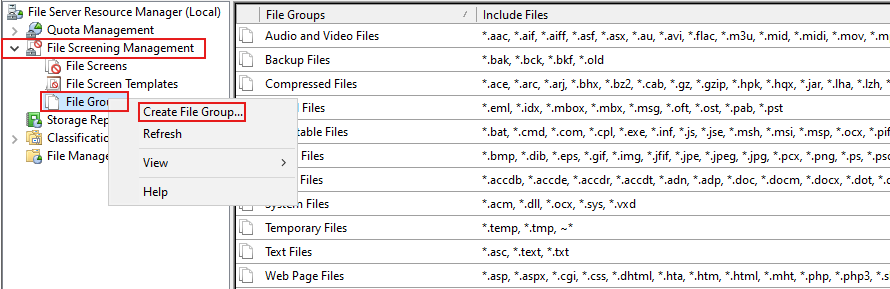 File Server Resource Manager (Local)
Quota Management
File Screening Management
File Screens
File Screen Templates
File Grou
Storage Rep
Classificatio
File Manage
Create File Group...
Refresh
View
Help
File Groups Include Files
Audio and Video Files *.aac, *.aif, *.aiff, *.asf, *.asx, *.au, *.avi, *.flac, *.m3u, *.mid, *.midi, *.mov, *.m
Backup Files *.bak, *.bck, *.bkf, *.old
Compressed Files *.ace, *.arc, *.arj, *.bhx, *.bz2, *.cab, *.gz, *.gzip, *.hpk, *.hqx, *.jar, *.lha, *.lzh,
Files *.eml, *.idx, *.mbox, *.mbx, *.msg, *.oft, *.ost, *.pab, *.pst
table Files *.bat, *.cmd, *.com, *.cpl, *.exe, *.inf, *.js, *.jse, *.msh, *.msi, *.msp, *.ocx, *.pif
Files *.bmp, *.dib, *.eps, *.gif, *.img, *.jfif, *.jpe, *.jpeg, *.jpg, *.pcx, *.png, *.ps, *.psd
Files *.accdb, *.accde, *.accdr, *.accdt, *.adn, *.adp, *.doc, *.docm, *.docx, *.dot, *.d
System Files *.acm, *.dll, *.ocx, *.sys, *.vxd
Temporary Files *.temp, *.tmp, ~*
Text Files *.asc, *.text, *.txt
Web Page Files *.asp, *.aspx, *.cgi, *.css, *.dhtml, *.hta, *.htm, *.html, *.mht, *.php, *.php3, *.s